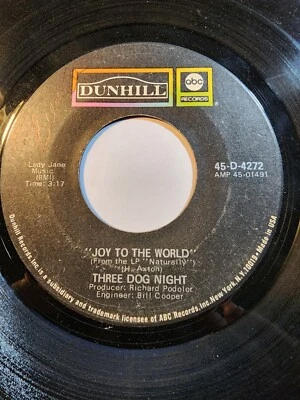 DUNHILL
abc
RECORDS
Lady Jane
Music
(BMI)
Time: 3:17
45-D-4272
AMP 45-01491
"JOY TO THE WORLD"
(From the LP "Naturally")
(H. Axton)
THREE DOG NIGHT
Producer: Richard Podolor
Engineer: Bill Cooper
Dunhill Records, Inc. is a subsidiary and trademark licensee of ABC Records, Inc. New York, N.Y. 10019 • Made in USA